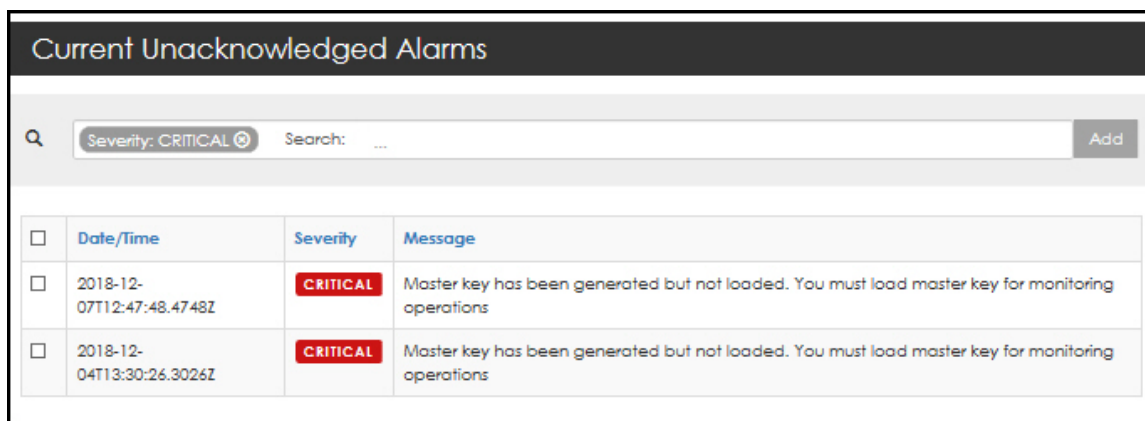 Current Unacknowledged Alarms
Severity: CRITICAL Search: ... Add
Date/Time Severity Message
2018-12- CRITICAL Master key has been generated but not loaded. You must load master key for monitoring
07T12:47:48.4748Z operations
2018-12- CRITICAL Master key has been generated but not loaded. You must load master key for monitoring
04T13:30:26.3026Z operations